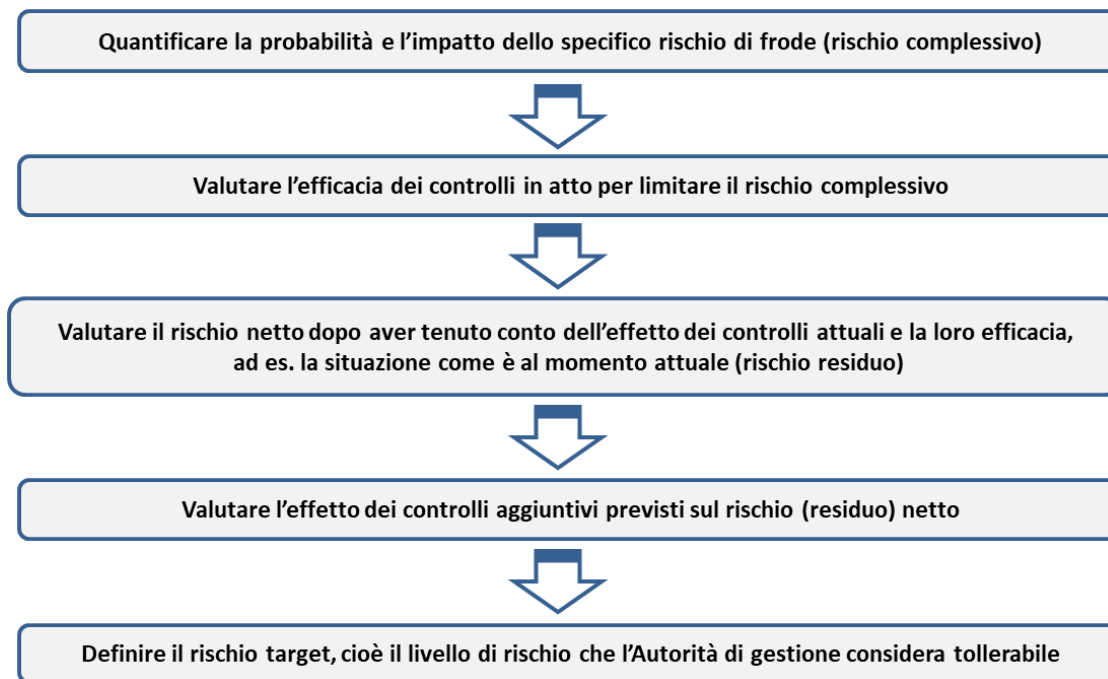 Quantificare la probabilità e l’impatto dello specifico rischio di frode (rischio complessivo)
Valutare l’efficacia dei controlli in atto per limitare il rischio complessivo
Valutare il rischio netto dopo aver tenuto conto dell’effetto dei controlli attuali e la loro efficacia,
ad es. la situazione come è al momento attuale (rischio residuo)
Valutare l’effetto dei controlli aggiuntivi previsti sul rischio (residuo) netto
Definire il rischio target, cioè il livello di rischio che l’Autorità di gestione considera tollerabile